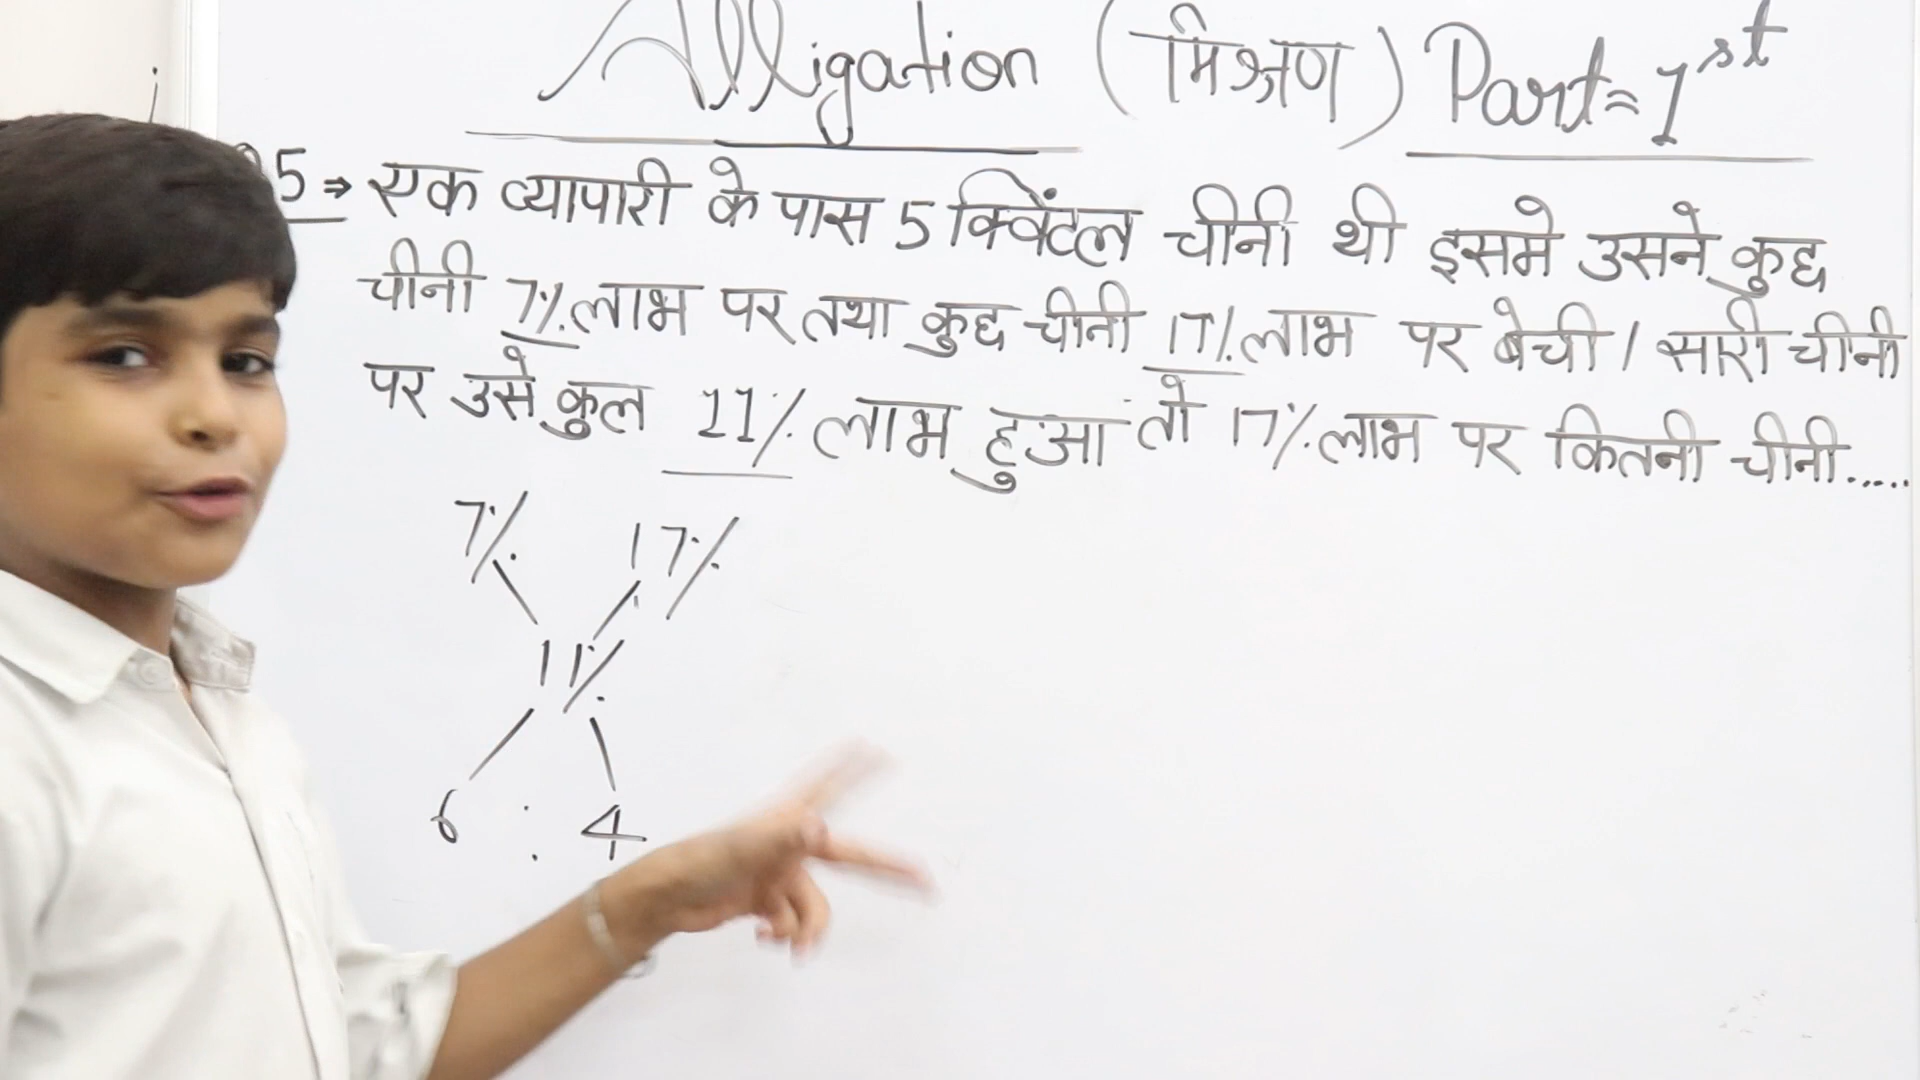 Alligation (मिश्रण) Part = 1st
5 ⇒ एक व्यापारी के पास 5 क्विंटल चीनी थी इसमे उसने कुछ
चीनी 7% लाभ पर तथा कुछ चीनी 17% लाभ पर बेची / सारी चीनी
पर उसे कुल 11% लाभ हुआ तो 17% लाभ पर कितनी चीनी.....
7% 17%
11%
6 : 4